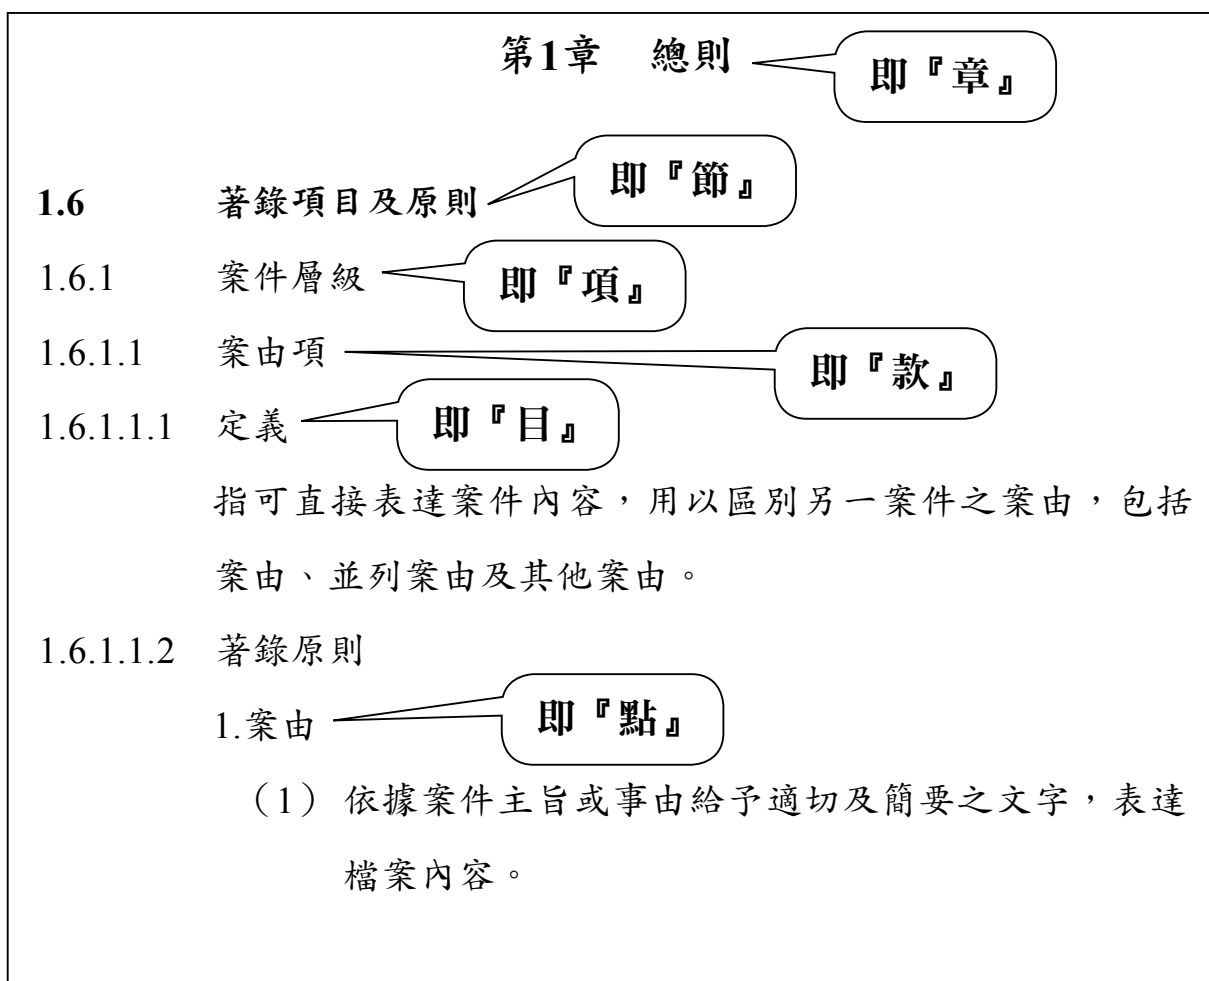 第1章　總則
即『章』
1.6　著錄項目及原則
即『節』
1.6.1　案件層級
即『項』
1.6.1.1　案由項
即『款』
1.6.1.1.1　定義
即『目』
指可直接表達案件內容，用以區別另一案件之案由，包括
案由、並列案由及其他案由。
1.6.1.1.2　著錄原則
1.案由
即『點』
（1）依據案件主旨或事由給予適切及簡要之文字，表達
檔案內容。